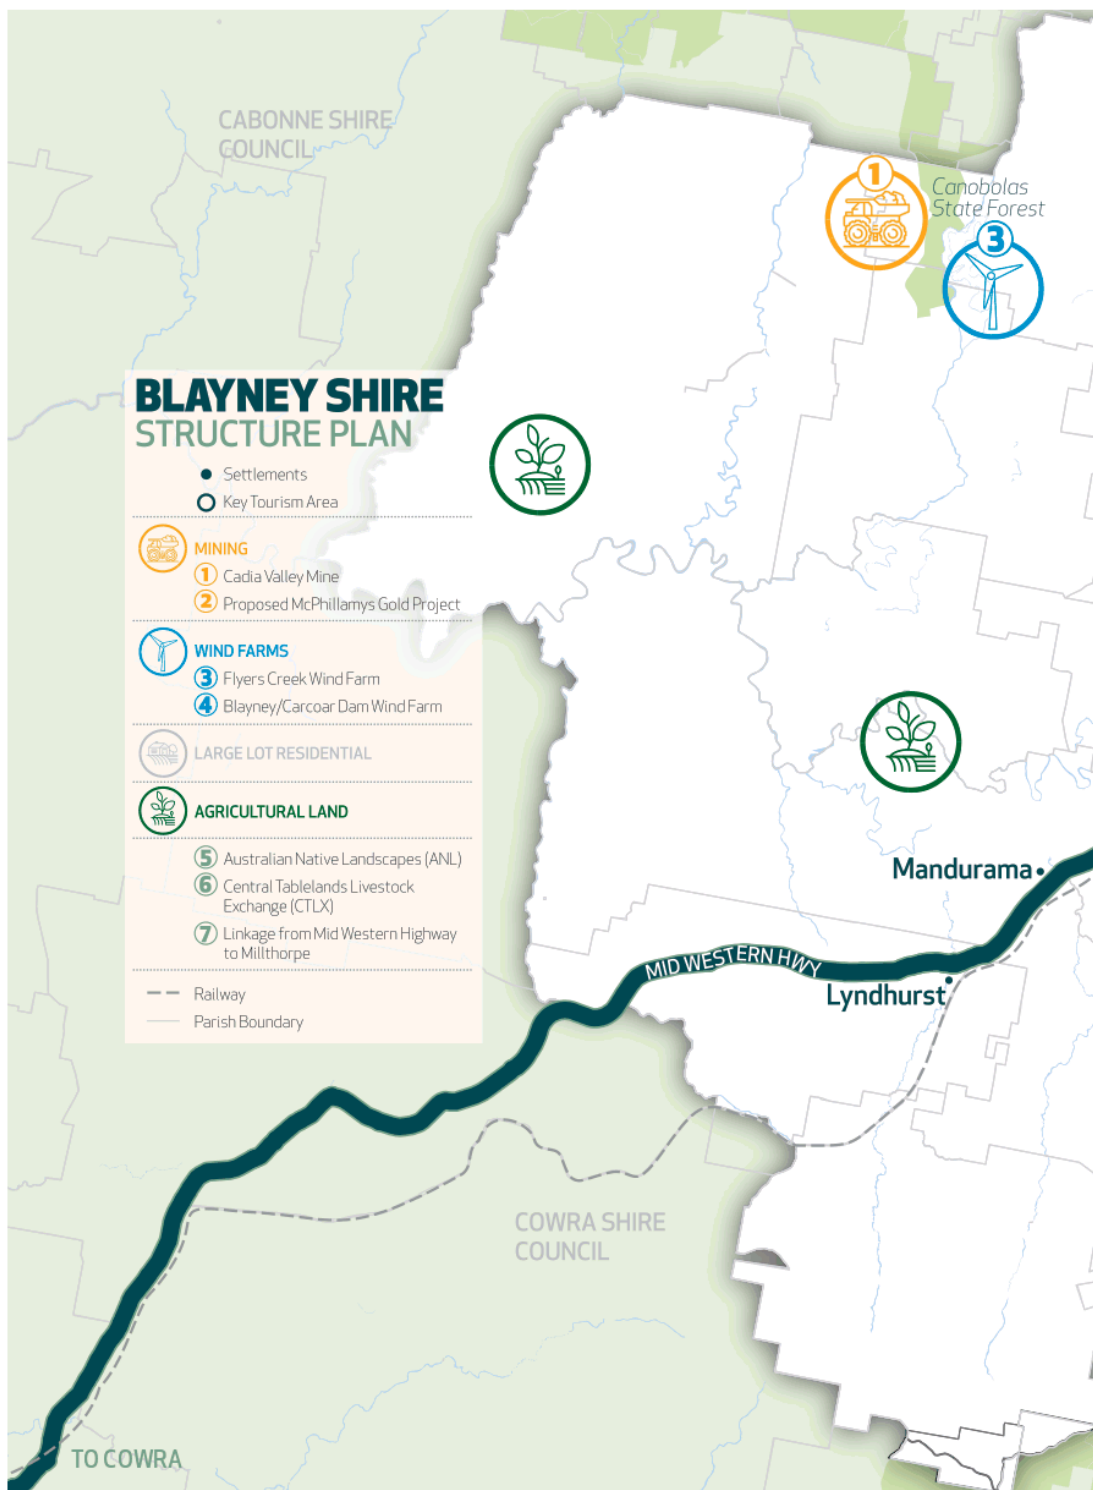 CABONNE SHIRE
COUNCIL
1
Canobolas
State Forest
3
BLAYNEY SHIRE
STRUCTURE PLAN
Settlements
Key Tourism Area
MINING
1 Cadia Valley Mine
2 Proposed McPhillamys Gold Project
WIND FARMS
3 Flyers Creek Wind Farm
4 Blayney/Carcoar Dam Wind Farm
LARGE LOT RESIDENTIAL
AGRICULTURAL LAND
5 Australian Native Landscapes (ANL)
6 Central Tablelands Livestock
Exchange (CTLX)
7 Linkage from Mid Western Highway
to Millthorpe
Railway
Parish Boundary
Mandurama
MID WESTERN HWY
Lyndhurst
COWRA SHIRE
COUNCIL
TO COWRA